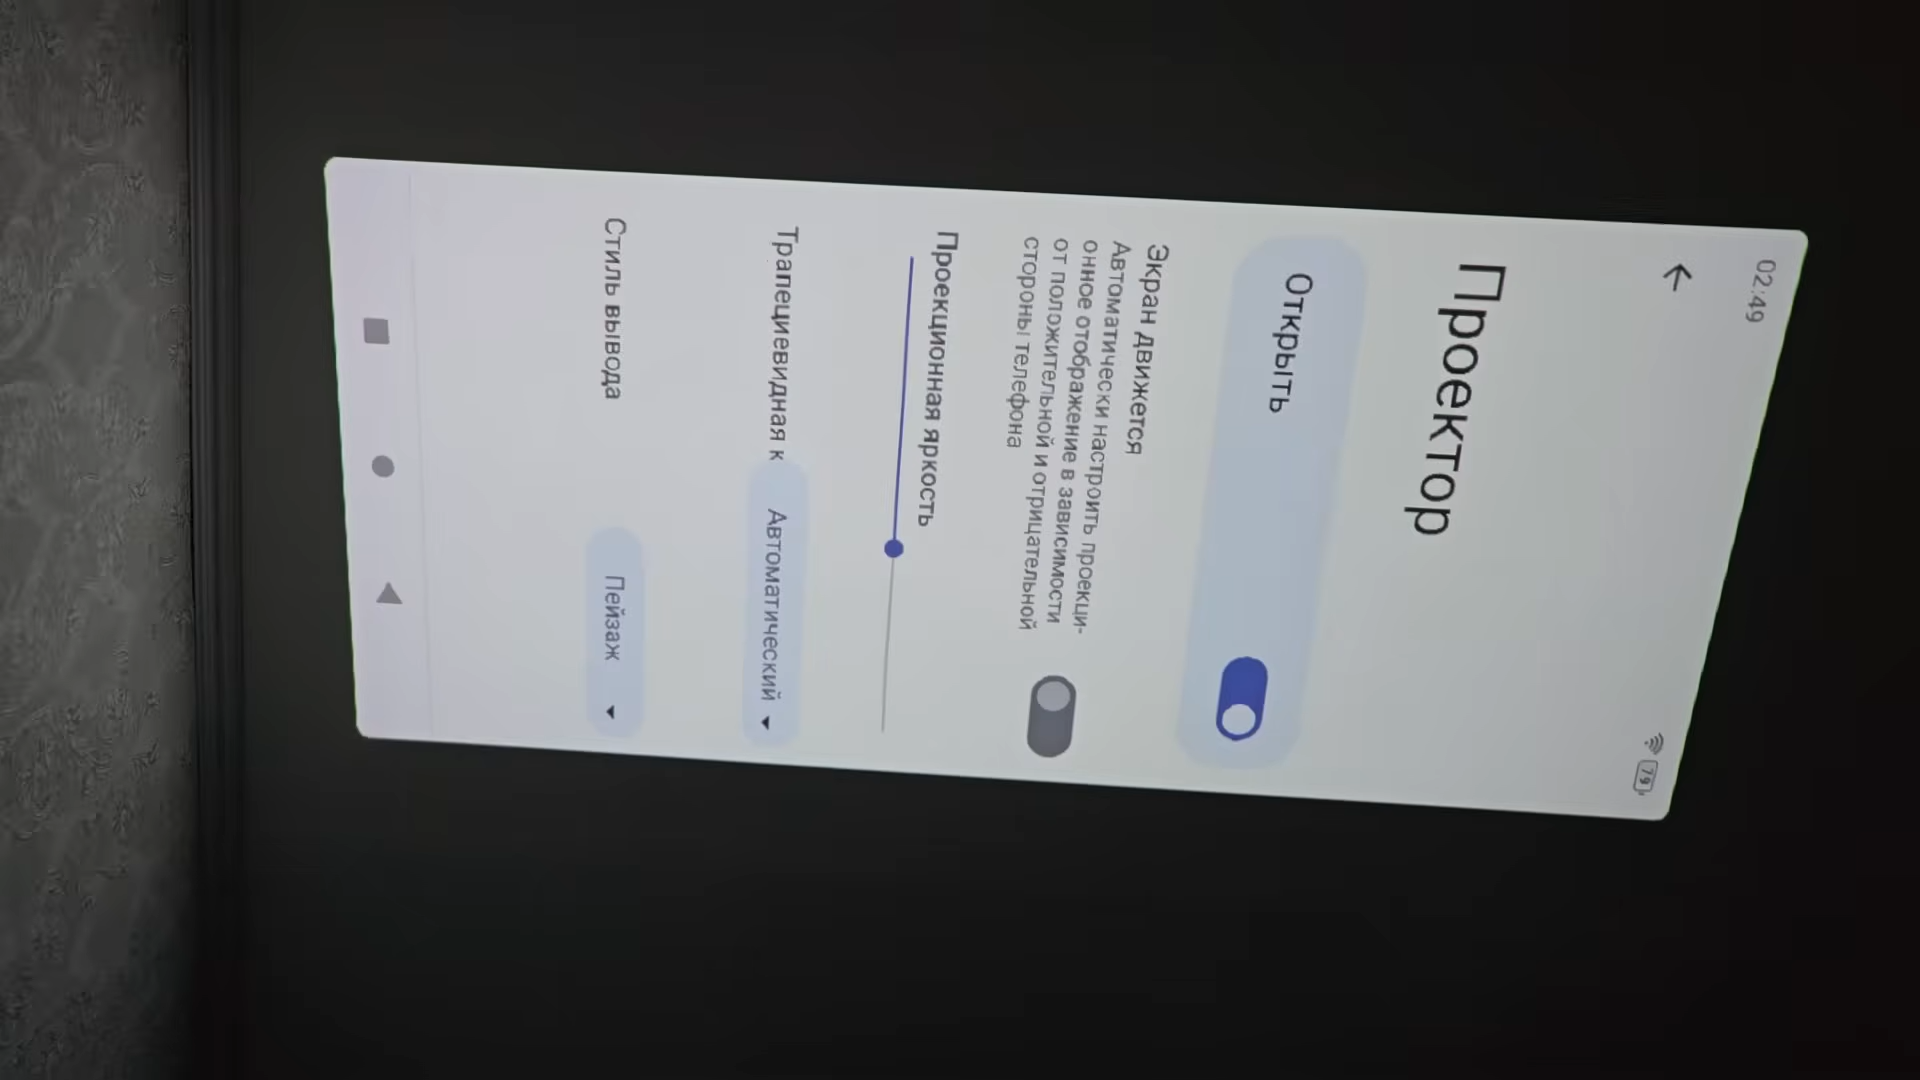 02:49
79
Проектор
Открыть
Экран движется
Автоматически настроить проекци-
онное отображение в зависимости
от положительной и отрицательной
стороны телефона
Проекционная яркость
Трапециевидная к
Автоматический
Стиль вывода
Пейзаж